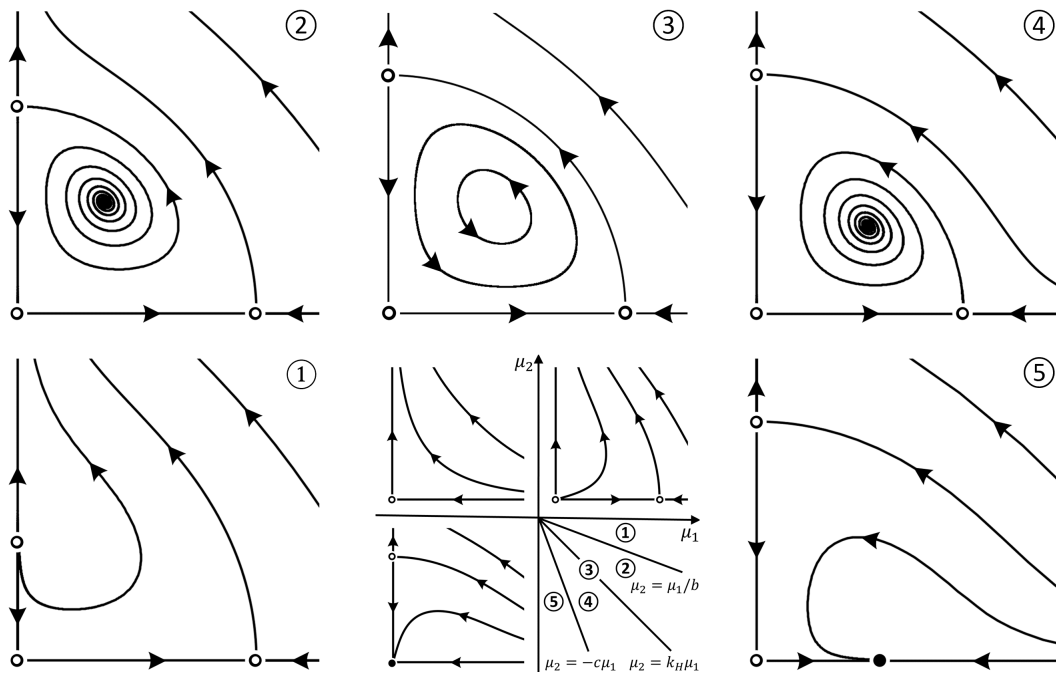 ②
③
④
①
μ₂
⑤
μ₁
①
③
②
μ₂ = μ₁/b
⑤
④
μ₂ = −cμ₁
μ₂ = k_Hμ₁